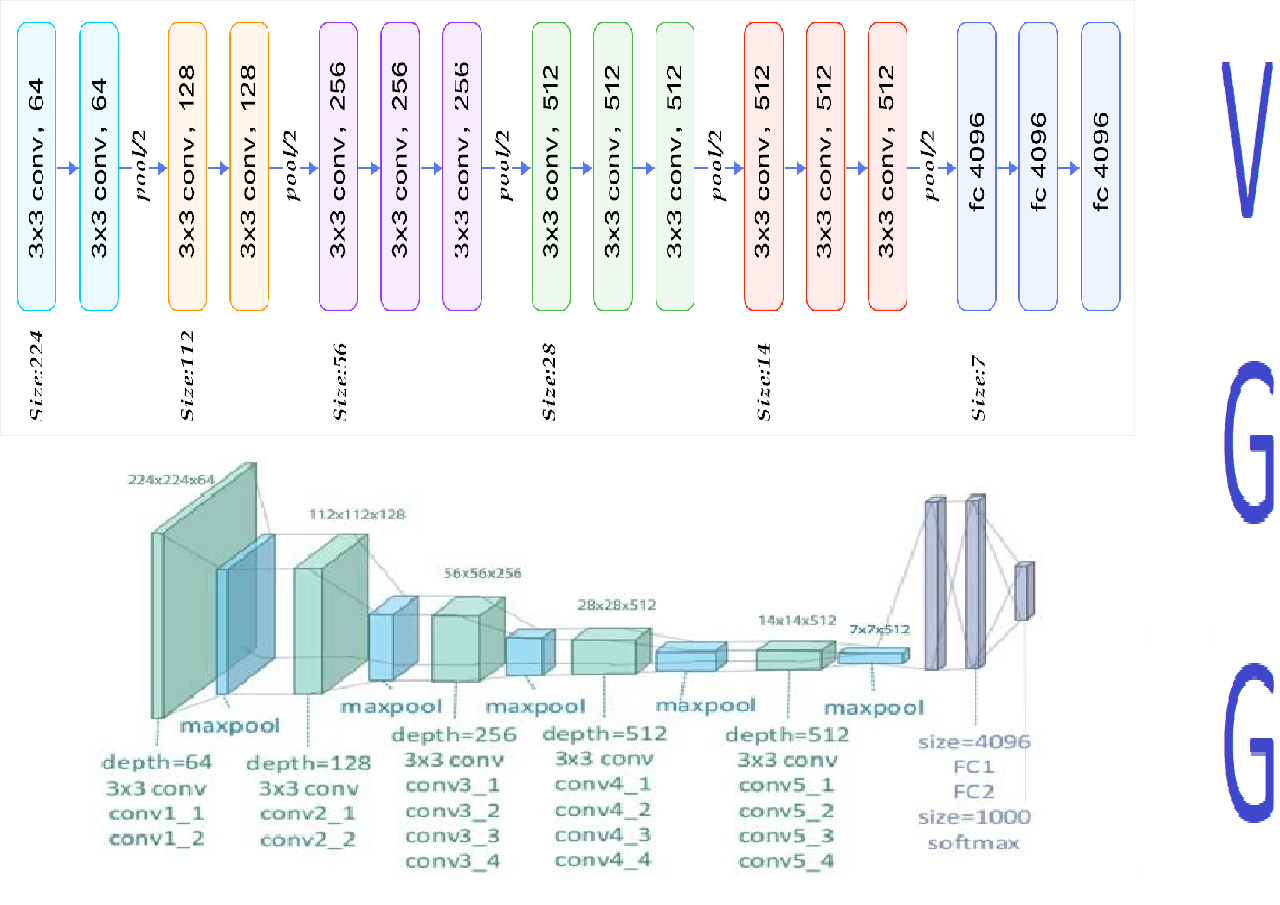 3x3 conv, 64
3x3 conv, 64
pool/2
3x3 conv, 128
3x3 conv, 128
pool/2
3x3 conv, 256
3x3 conv, 256
3x3 conv, 256
pool/2
3x3 conv, 512
3x3 conv, 512
3x3 conv, 512
pool/2
3x3 conv, 512
3x3 conv, 512
3x3 conv, 512
pool/2
fc 4096
fc 4096
fc 4096
Size:224
Size:112
Size:56
Size:28
Size:14
Size:7
224x224x64
112x112x128
56x56x256
28x28x512
14x14x512
7x7x512
maxpool
maxpool
maxpool
maxpool
maxpool
depth=64
3x3 conv
conv1_1
conv1_2
depth=128
3x3 conv
conv2_1
conv2_2
depth=256
3x3 conv
conv3_1
conv3_2
conv3_3
conv3_4
depth=512
3x3 conv
conv4_1
conv4_2
conv4_3
conv4_4
depth=512
3x3 conv
conv5_1
conv5_2
conv5_3
conv5_4
size=4096
FC1
FC2
size=1000
softmax
V
G
G